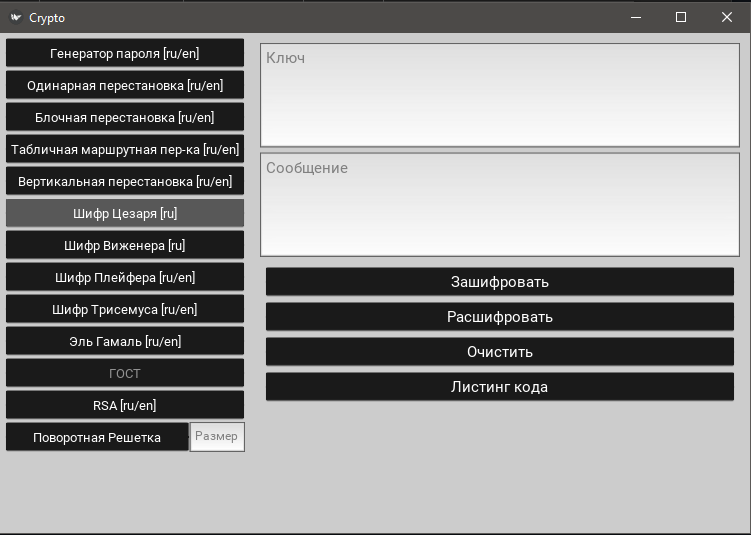 Crypto
Генератор пароля [ru/en]
Одинарная перестановка [ru/en]
Блочная перестановка [ru/en]
Табличная маршрутная пер-ка [ru/en]
Вертикальная перестановка [ru/en]
Шифр Цезаря [ru]
Шифр Виженера [ru]
Шифр Плейфера [ru/en]
Шифр Трисемуса [ru/en]
Эль Гамаль [ru/en]
ГОСТ
RSA [ru/en]
Поворотная Решетка
Размер
Ключ
Сообщение
Зашифровать
Расшифровать
Очистить
Листинг кода